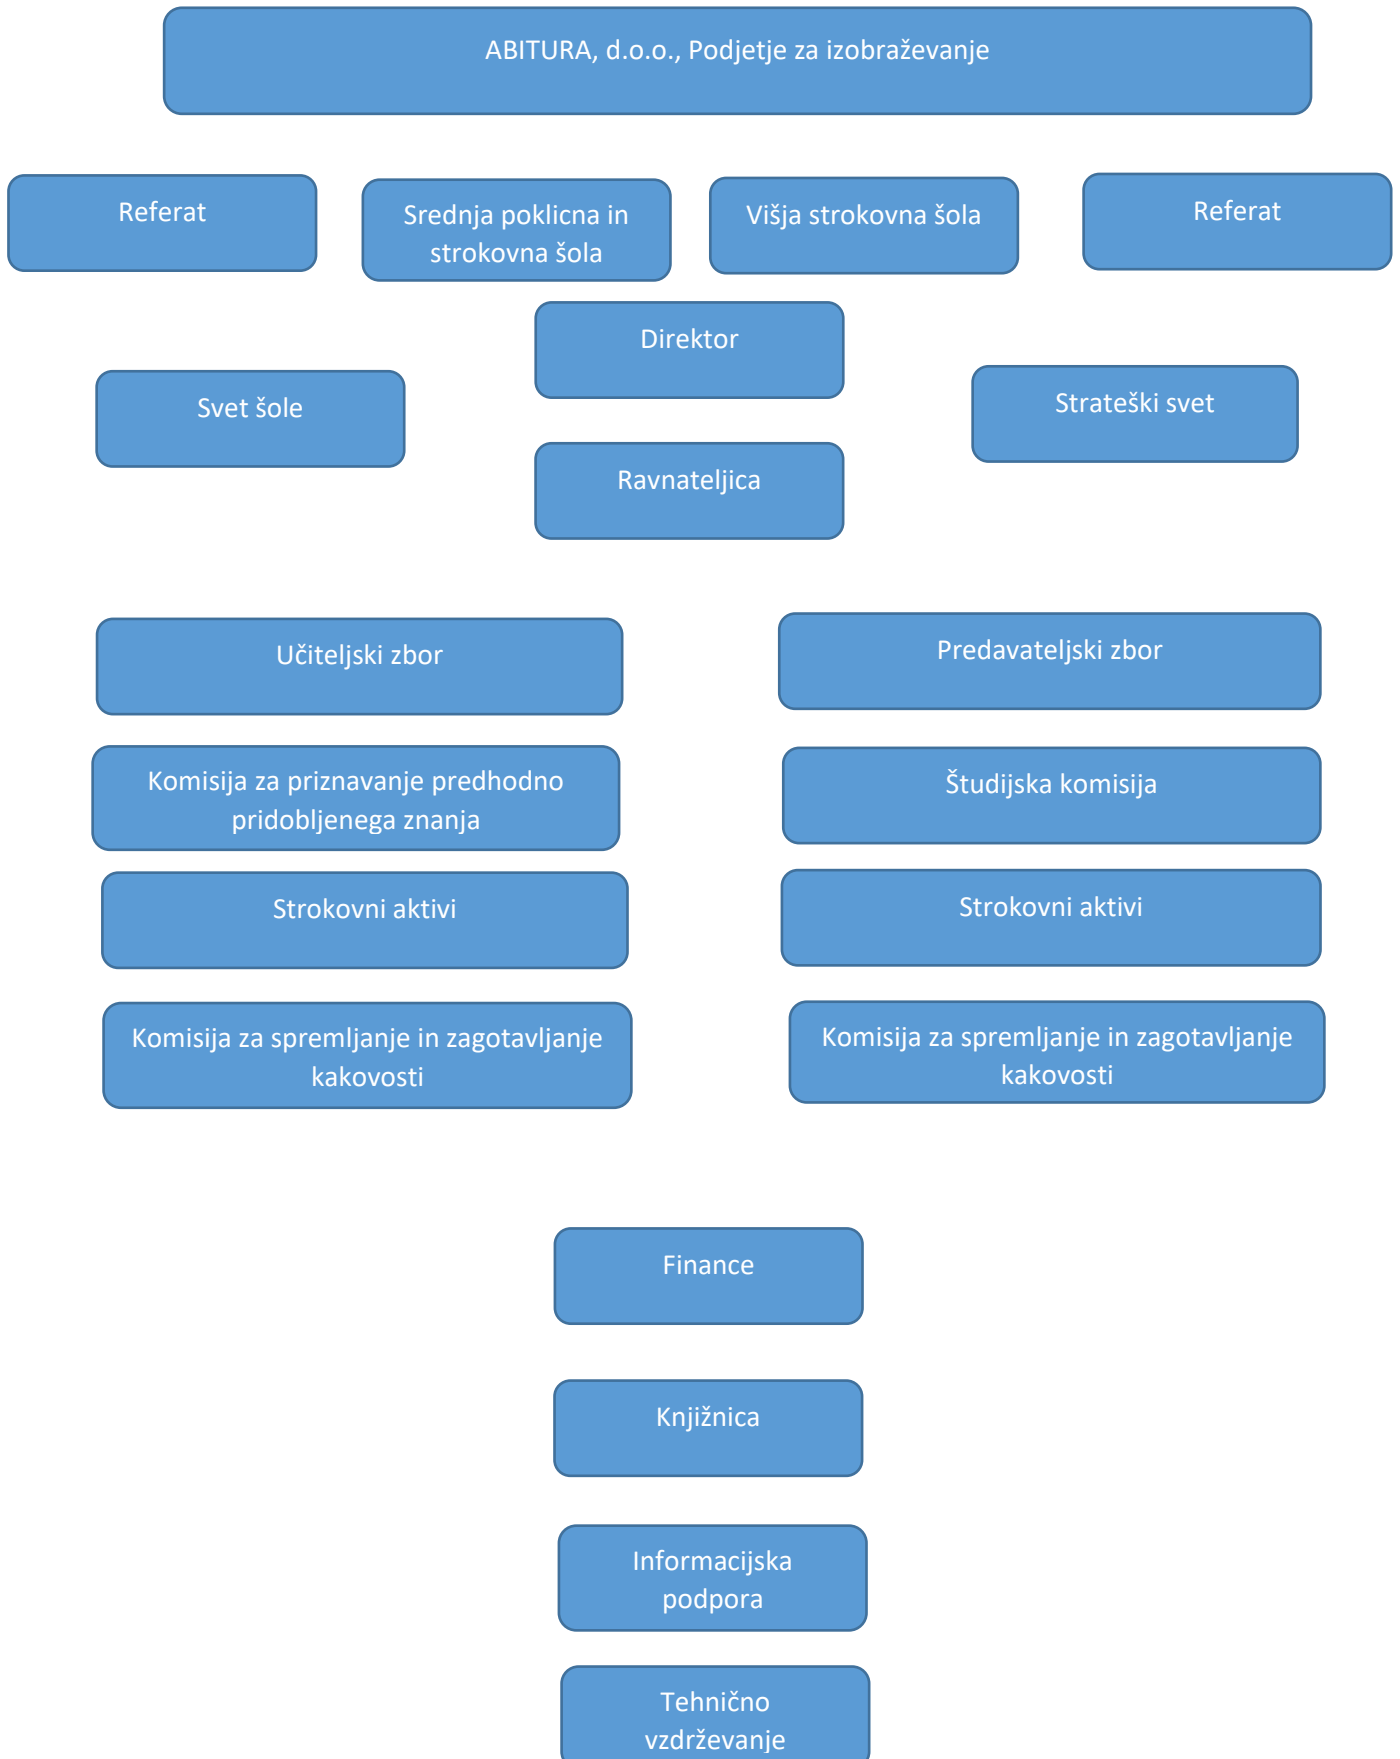 ABITURA, d.o.o., Podjetje za izobraževanje
Referat
Srednja poklicna in
strokovna šola
Višja strokovna šola
Referat
Direktor
Svet šole
Strateški svet
Ravnateljica
Učiteljski zbor
Predavateljski zbor
Komisija za priznavanje predhodno
pridobljenega znanja
Študijska komisija
Strokovni aktivi
Strokovni aktivi
Komisija za spremljanje in zagotavljanje
kakovosti
Komisija za spremljanje in zagotavljanje
kakovosti
Finance
Knjižnica
Informacijska
podpora
Tehnično
vzdrževanje